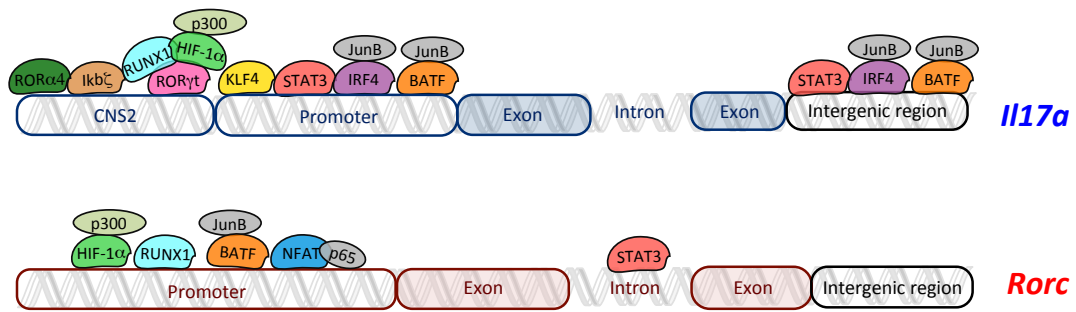 p300
JunB JunB JunB JunB
RORα4 Ikbζ RUNX1 HIF-1α RORγt KLF4 STAT3 IRF4 BATF STAT3 IRF4 BATF
CNS2 Promoter Exon Intron Exon Intergenic region Il17a
p300 JunB
HIF-1α RUNX1 BATF NFAT p65 STAT3
Promoter Exon Intron Exon Intergenic region Rorc